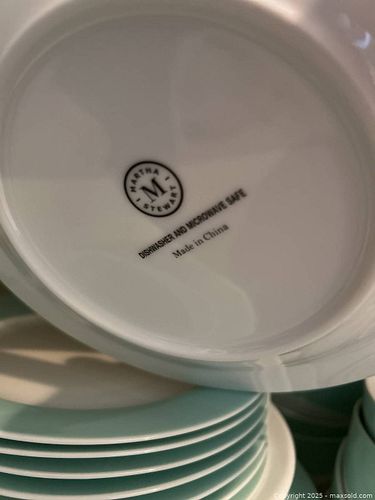 MARTHA
M
STEWART
DISHWASHER AND MICROWAVE SAFE
Made in China
Copyright 2025 - maxsold.com